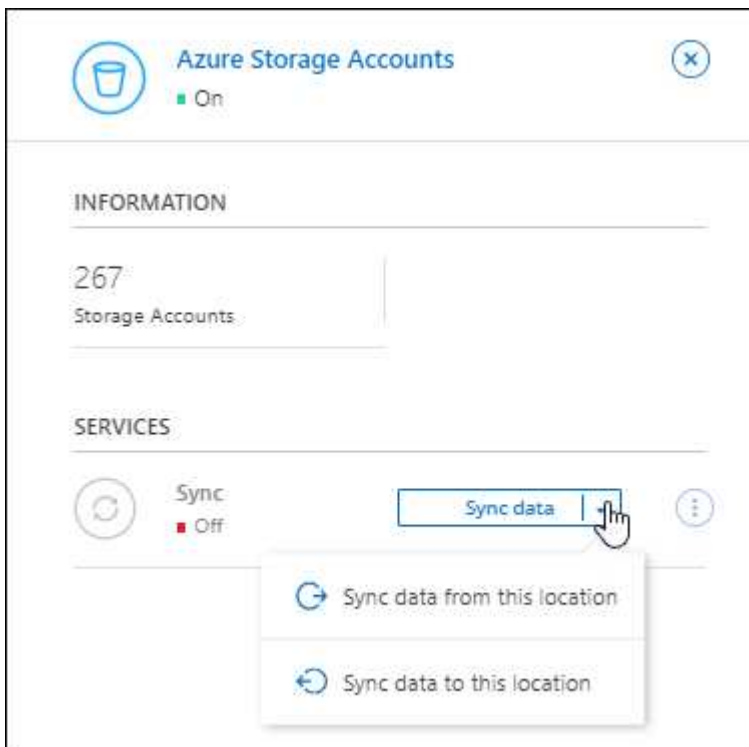 Azure Storage Accounts
On
INFORMATION
267
Storage Accounts
SERVICES
Sync
Off
Sync data
Sync data from this location
Sync data to this location